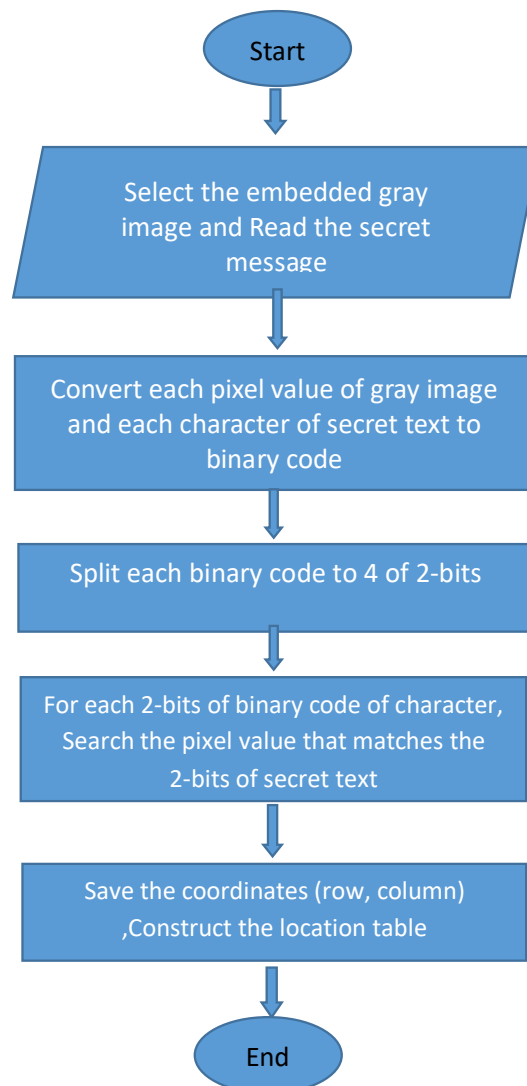 Start
Select the embedded gray
image and Read the secret
message
Convert each pixel value of gray image
and each character of secret text to
binary code
Split each binary code to 4 of 2-bits
For each 2-bits of binary code of character,
Search the pixel value that matches the
2-bits of secret text
Save the coordinates (row, column)
,Construct the location table
End